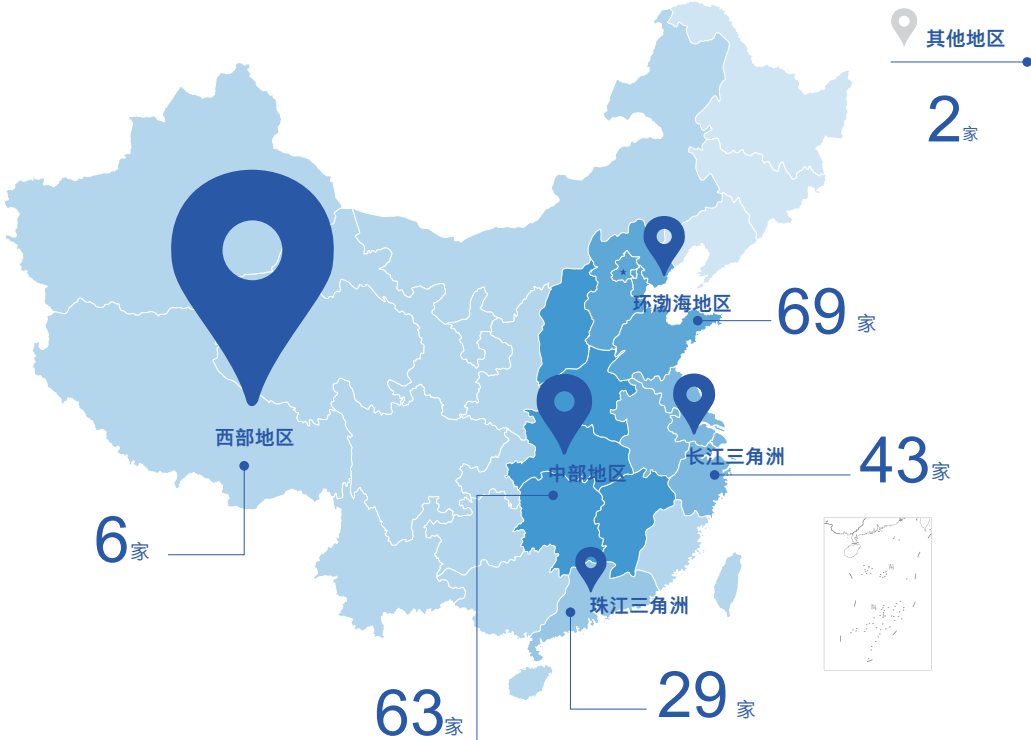 其他地区
2家
环渤海地区
69家
西部地区
中部地区
长江三角洲
43家
6家
珠江三角洲
29家
63家